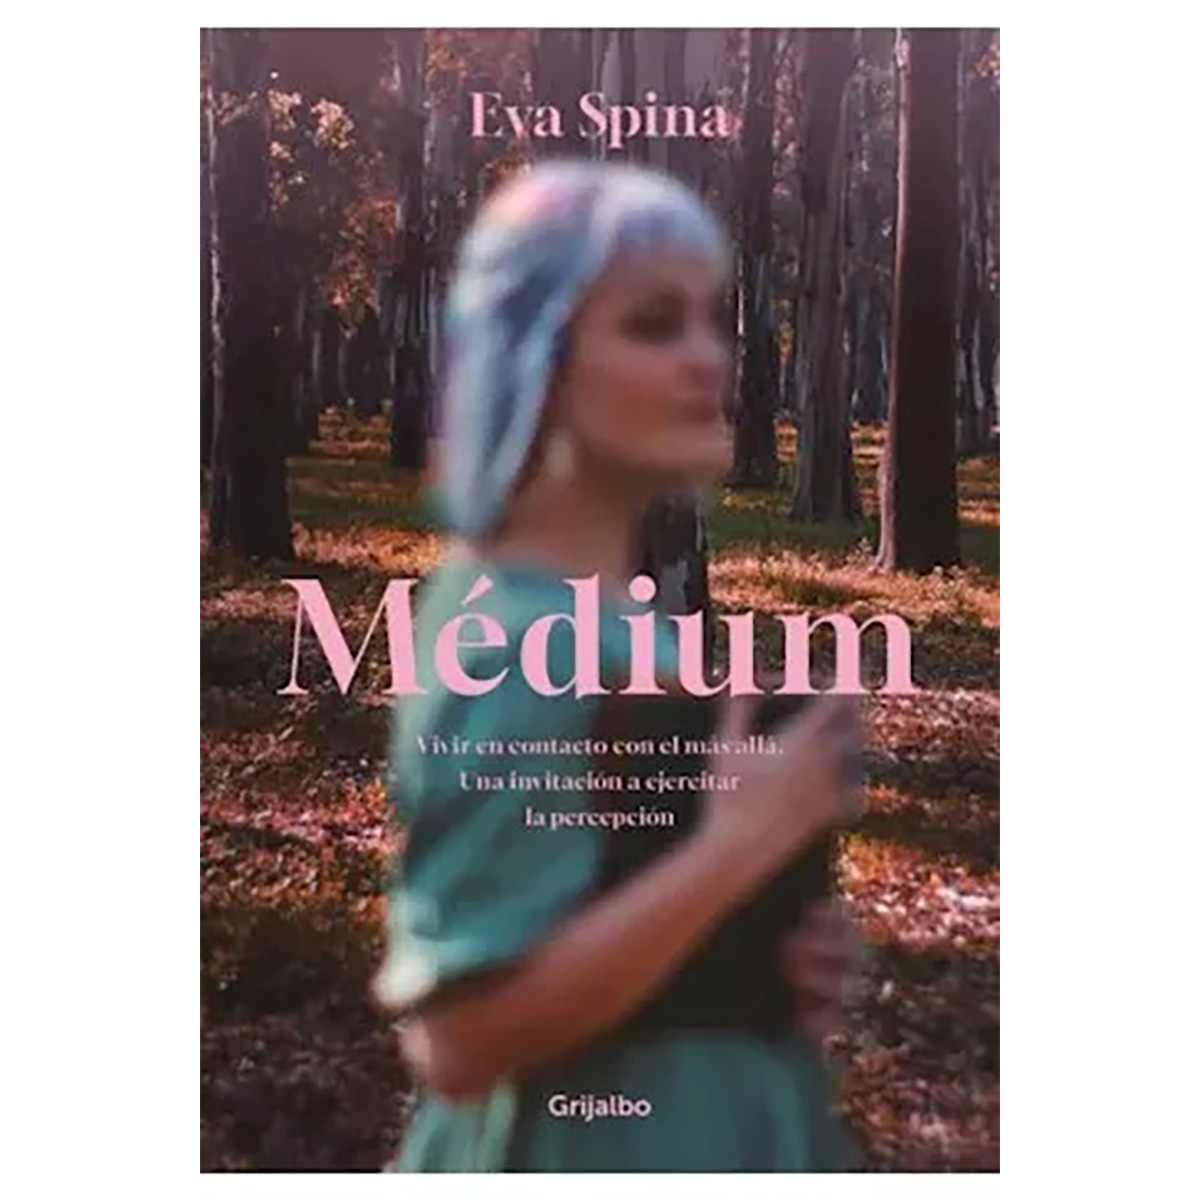 Eva Spina
Médium
Vivir en contacto con el más allá.
Una invitación a ejercitar
la percepción
Grijalbo